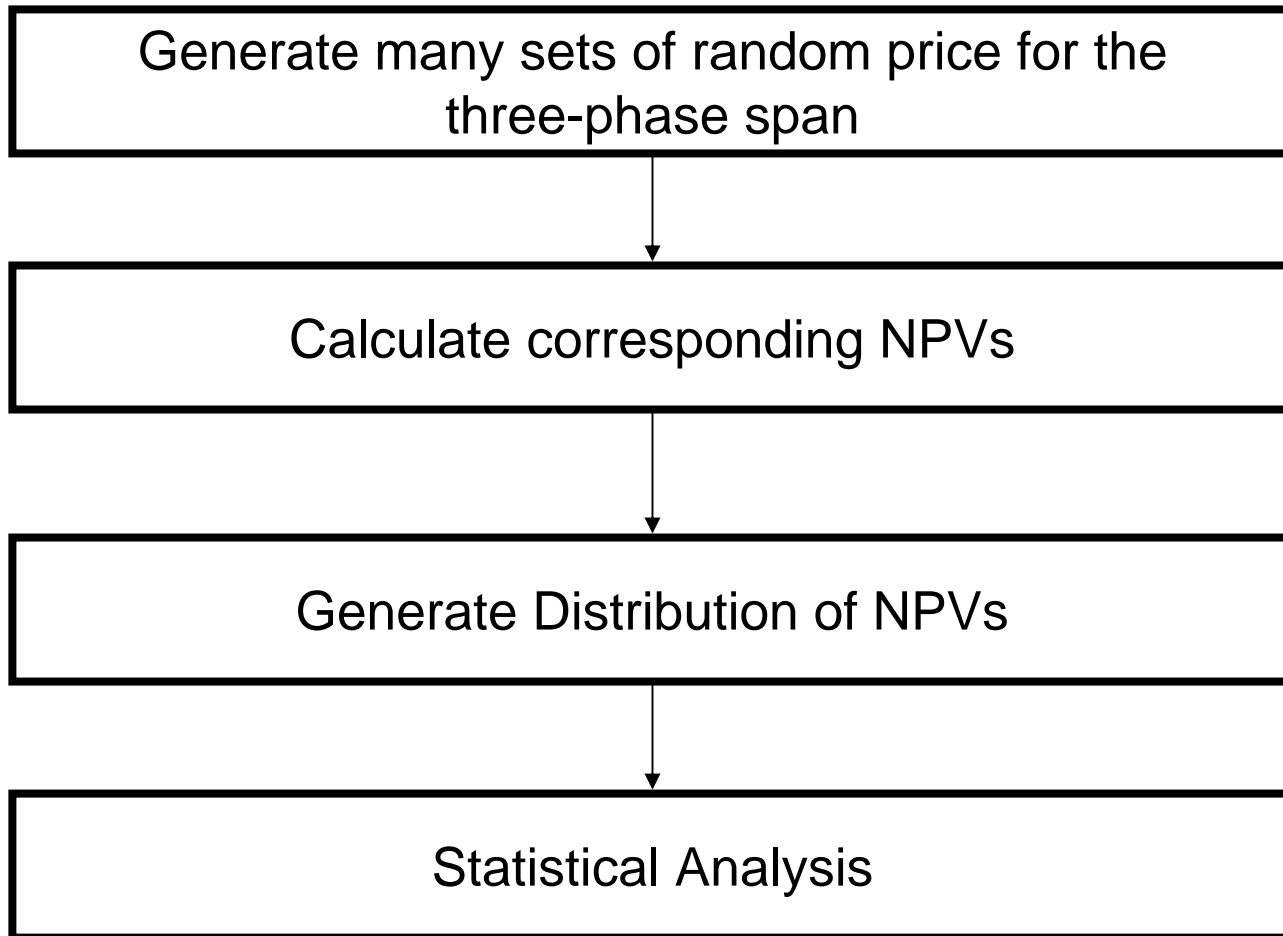 Generate many sets of random price for the
three-phase span
Calculate corresponding NPVs
Generate Distribution of NPVs
Statistical Analysis